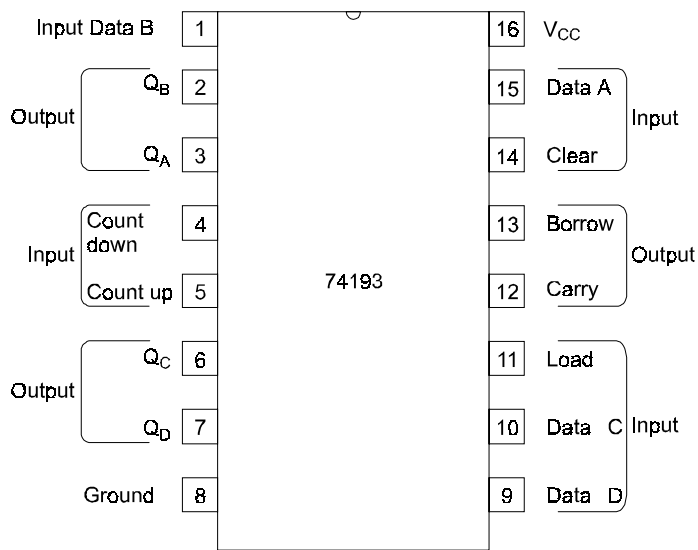 Input Data B 1 16 VCC
QB 2 15 Data A
Output Input
QA 3 14 Clear
Count down 4 13 Borrow
Input Output
Count up 5 12 Carry
74193
QC 6 11 Load
Output
QD 7 10 Data C Input
Ground 8 9 Data D